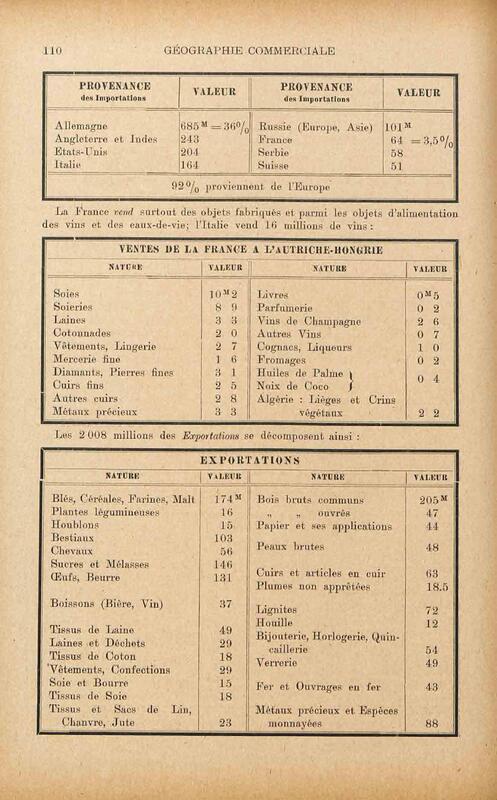 110 GÉOGRAPHIE COMMERCIALE
PROVENANCE des Importations VALEUR PROVENANCE des Importations VALEUR
Allemagne 685 M = 36% Russie (Europe, Asie) 101 M
Angleterre et Indes 243 France 64 = 3,5%
Etats-Unis 204 Serbie 58
Italie 164 Suisse 51
92% proviennent de l'Europe
La France vend surtout des objets fabriqués et parmi les objets d'alimentation
des vins et des eaux-de-vie; l'Italie vend 16 millions de vins :
VENTES DE LA FRANCE A L'AUTRICHE-HONGRIE
NATURE VALEUR NATURE VALEUR
Soies 10 M 2 Livres 0 M 5
Soieries 8 9 Parfumerie 0 2
Laines 3 3 Vins de Champagne 2 6
Cotonnades 2 0 Autres Vins 0 7
Vêtements, Lingerie 2 7 Cognacs, Liqueurs 1 0
Mercerie fine 1 6 Fromages 0 2
Diamants, Pierres fines 3 1 Huiles de Palme }
Cuirs fins 2 5 Noix de Coco } 0 4
Autres cuirs 2 8 Algérie : Lièges et Crins
Métaux précieux 3 3 végétaux 2 2
Les 2 008 millions des Exportations se décomposent ainsi :
EXPORTATIONS
NATURE VALEUR NATURE VALEUR
Blés, Céréales, Farines, Malt 174 M Bois bruts communs 205 M
Plantes légumineuses 16 „ „ ouvrés 47
Houblons 15 Papier et ses applications 44
Bestiaux 103
Chevaux 56 Peaux brutes 48
Sucres et Mélasses 146
Œufs, Beurre 131 Cuirs et articles en cuir 63
Plumes non apprêtées 18.5
Boissons (Bière, Vin) 37
Lignites 72
Houille 12
Tissus de Laine 49 Bijouterie, Horlogerie, Quin-
Laines et Déchets 29 caillerie 54
Tissus de Coton 18 Verrerie 49
Vêtements, Confections 29
Soie et Bourre 15 Fer et Ouvrages en fer 43
Tissus de Soie 18
Tissus et Sacs de Lin, Métaux précieux et Espèces
Chanvre, Jute 23 monnayées 88